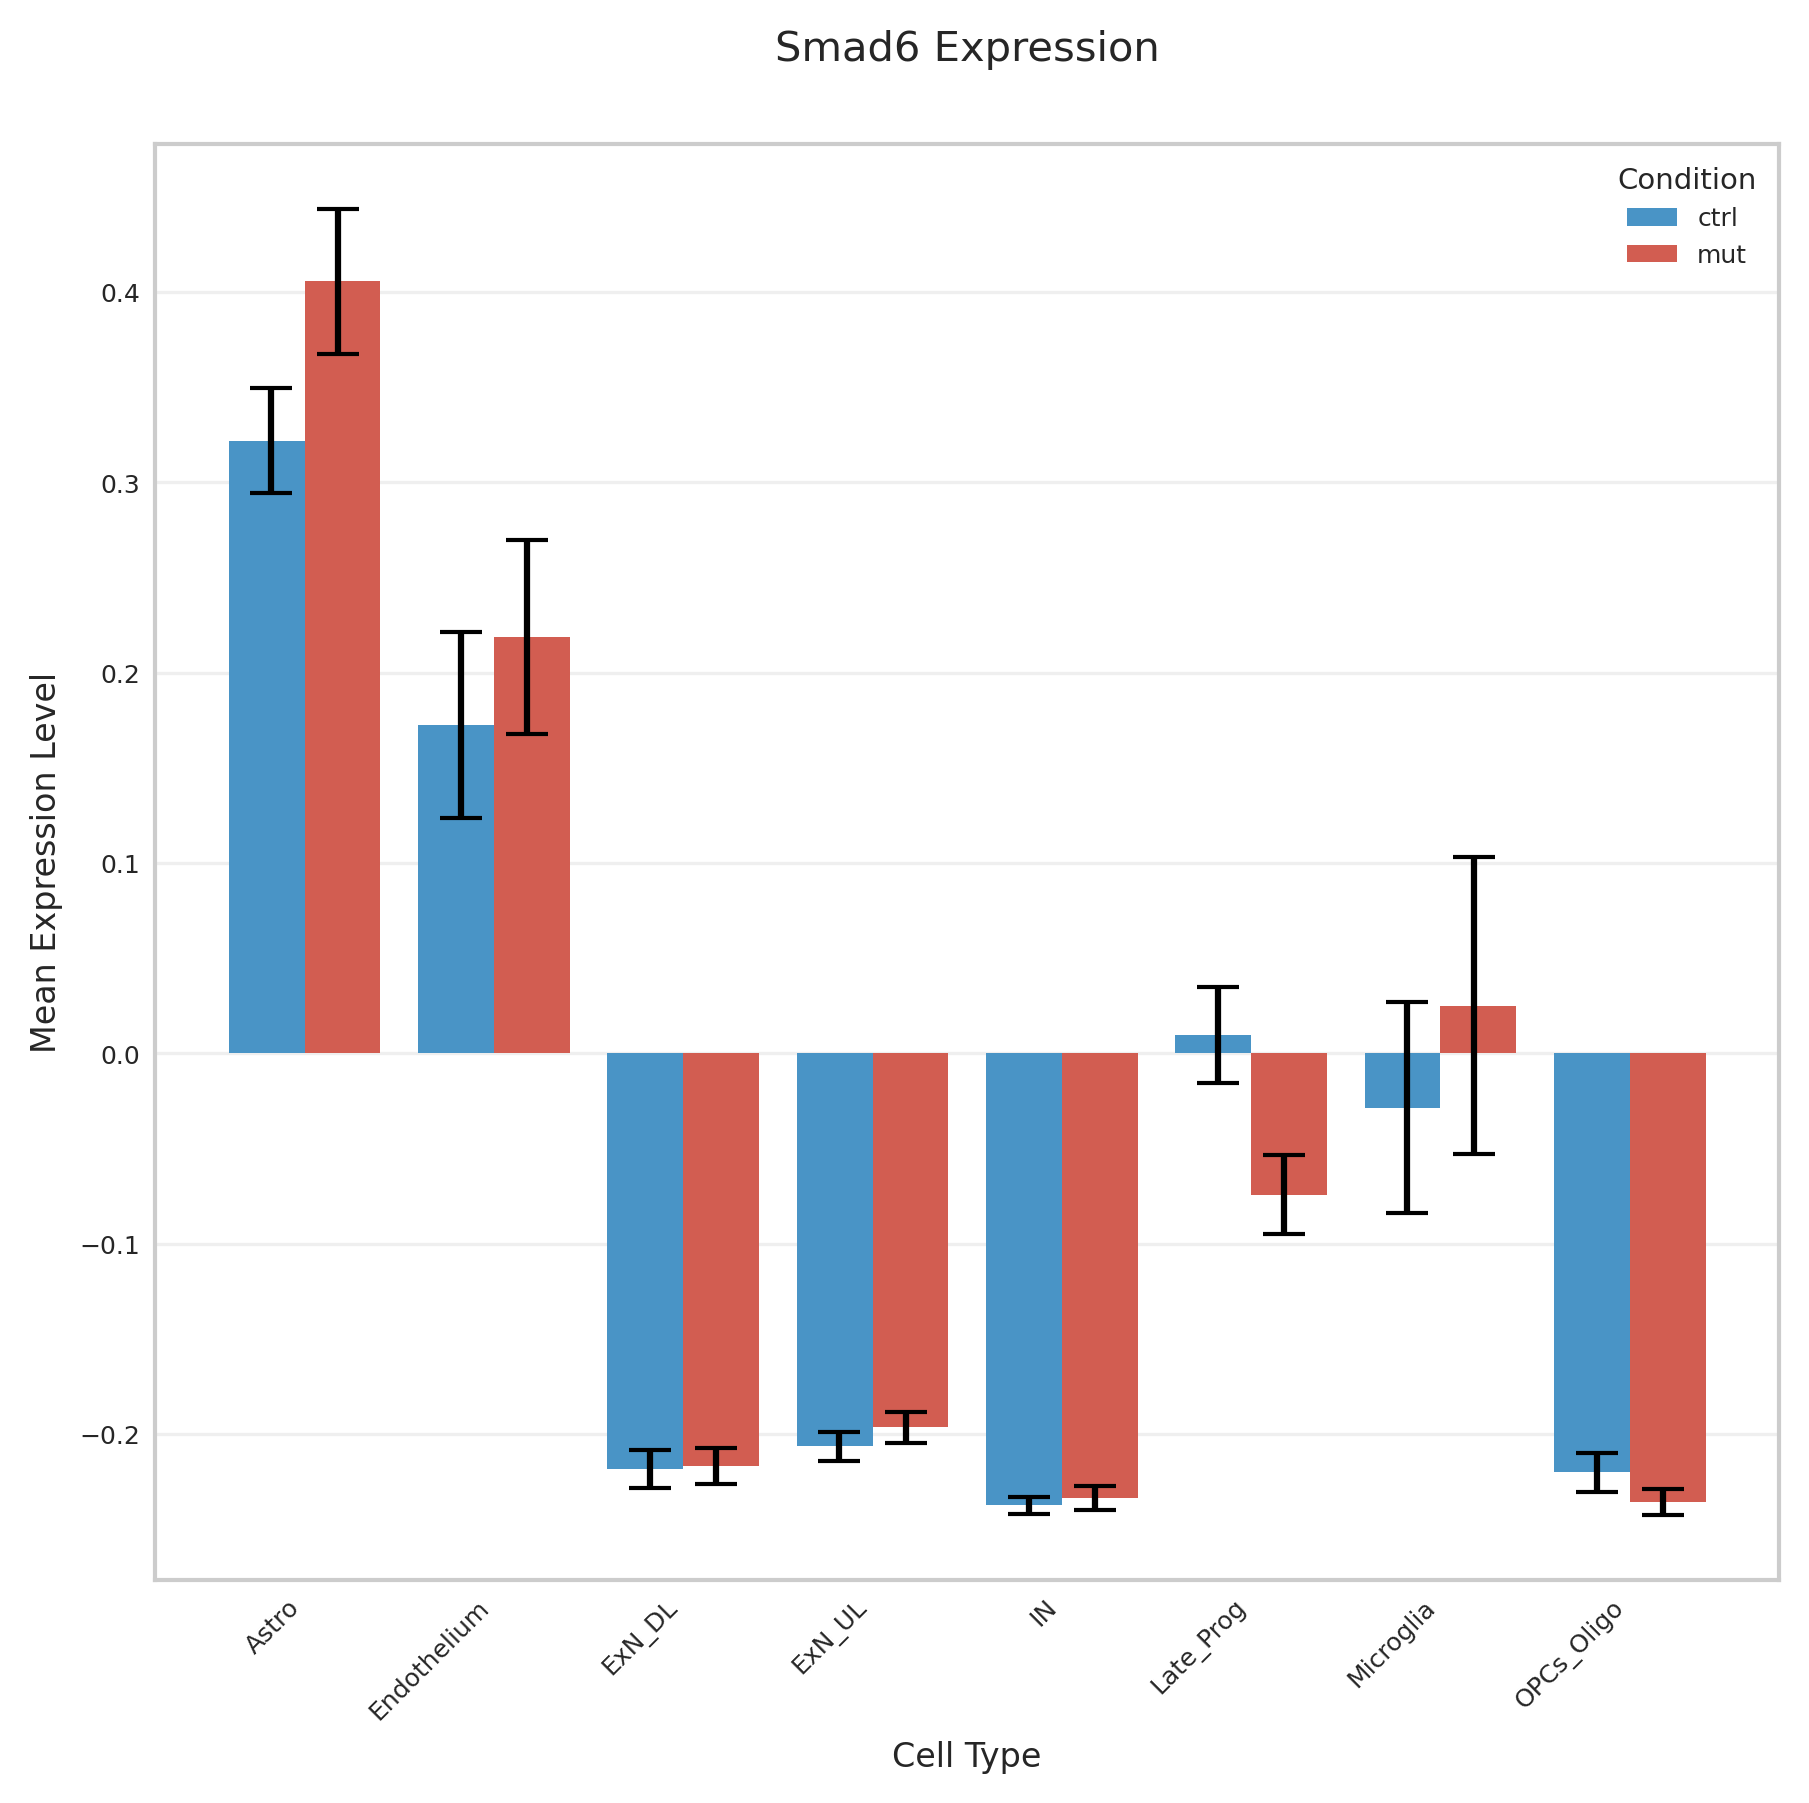 Smad6 Expression
Condition
ctrl
mut
Mean Expression Level
0.4
0.3
0.2
0.1
0.0
−0.1
−0.2
Astro
Endothelium
ExN_DL
ExN_UL
IN
Late_Prog
Microglia
OPCs_Oligo
Cell Type